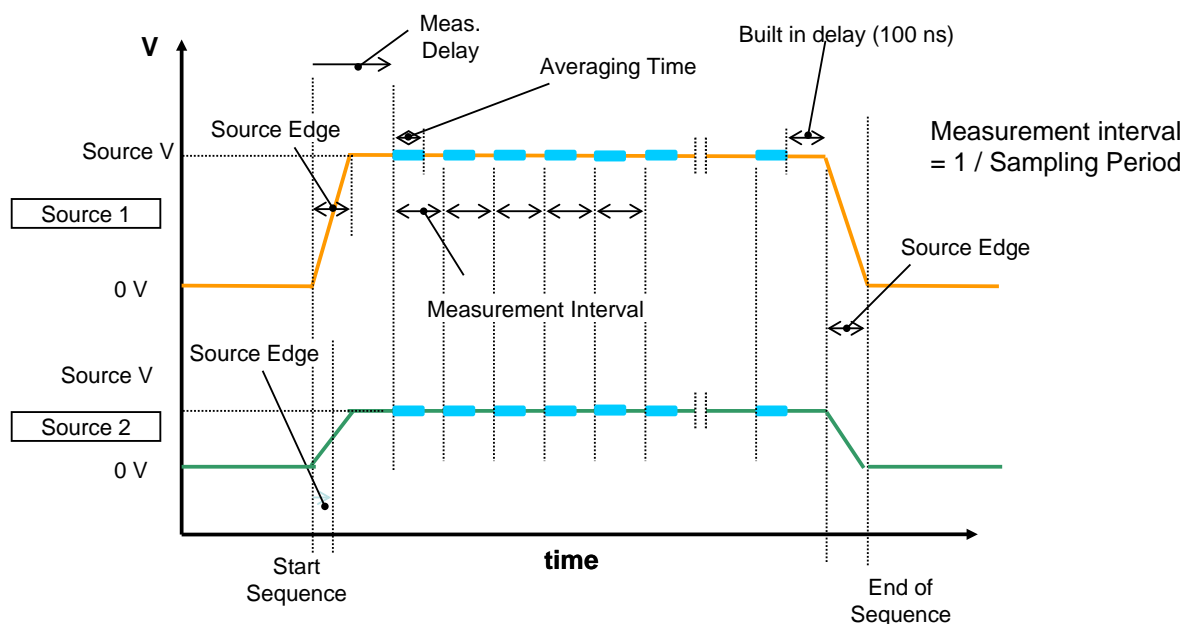 Meas.
Delay
Built in delay (100 ns)
V
Averaging Time
Source Edge
Measurement interval
= 1 / Sampling Period
Source V
Source 1
Source Edge
0 V
Measurement Interval
Source Edge
Source V
Source 2
0 V
time
Start
Sequence
End of
Sequence